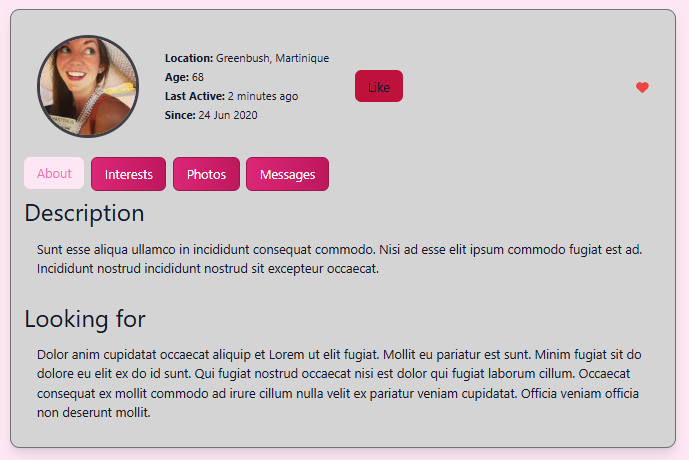 Location: Greenbush, Martinique
Age: 68
Last Active: 2 minutes ago
Since: 24 Jun 2020
Like
About
Interests
Photos
Messages
Description
Sunt esse aliqua ullamco in incididunt consequat commodo. Nisi ad esse elit ipsum commodo fugiat est ad.
Incididunt nostrud incididunt nostrud sit excepteur occaecat.
Looking for
Dolor anim cupidatat occaecat aliquip et Lorem ut elit fugiat. Mollit eu pariatur est sunt. Minim fugiat sit do
dolore eu elit ex do id sunt. Qui fugiat nostrud occaecat nisi est dolor qui fugiat laborum cillum. Occaecat
consequat ex mollit commodo ad irure cillum nulla velit ex pariatur veniam cupidatat. Officia veniam officia
non deserunt mollit.